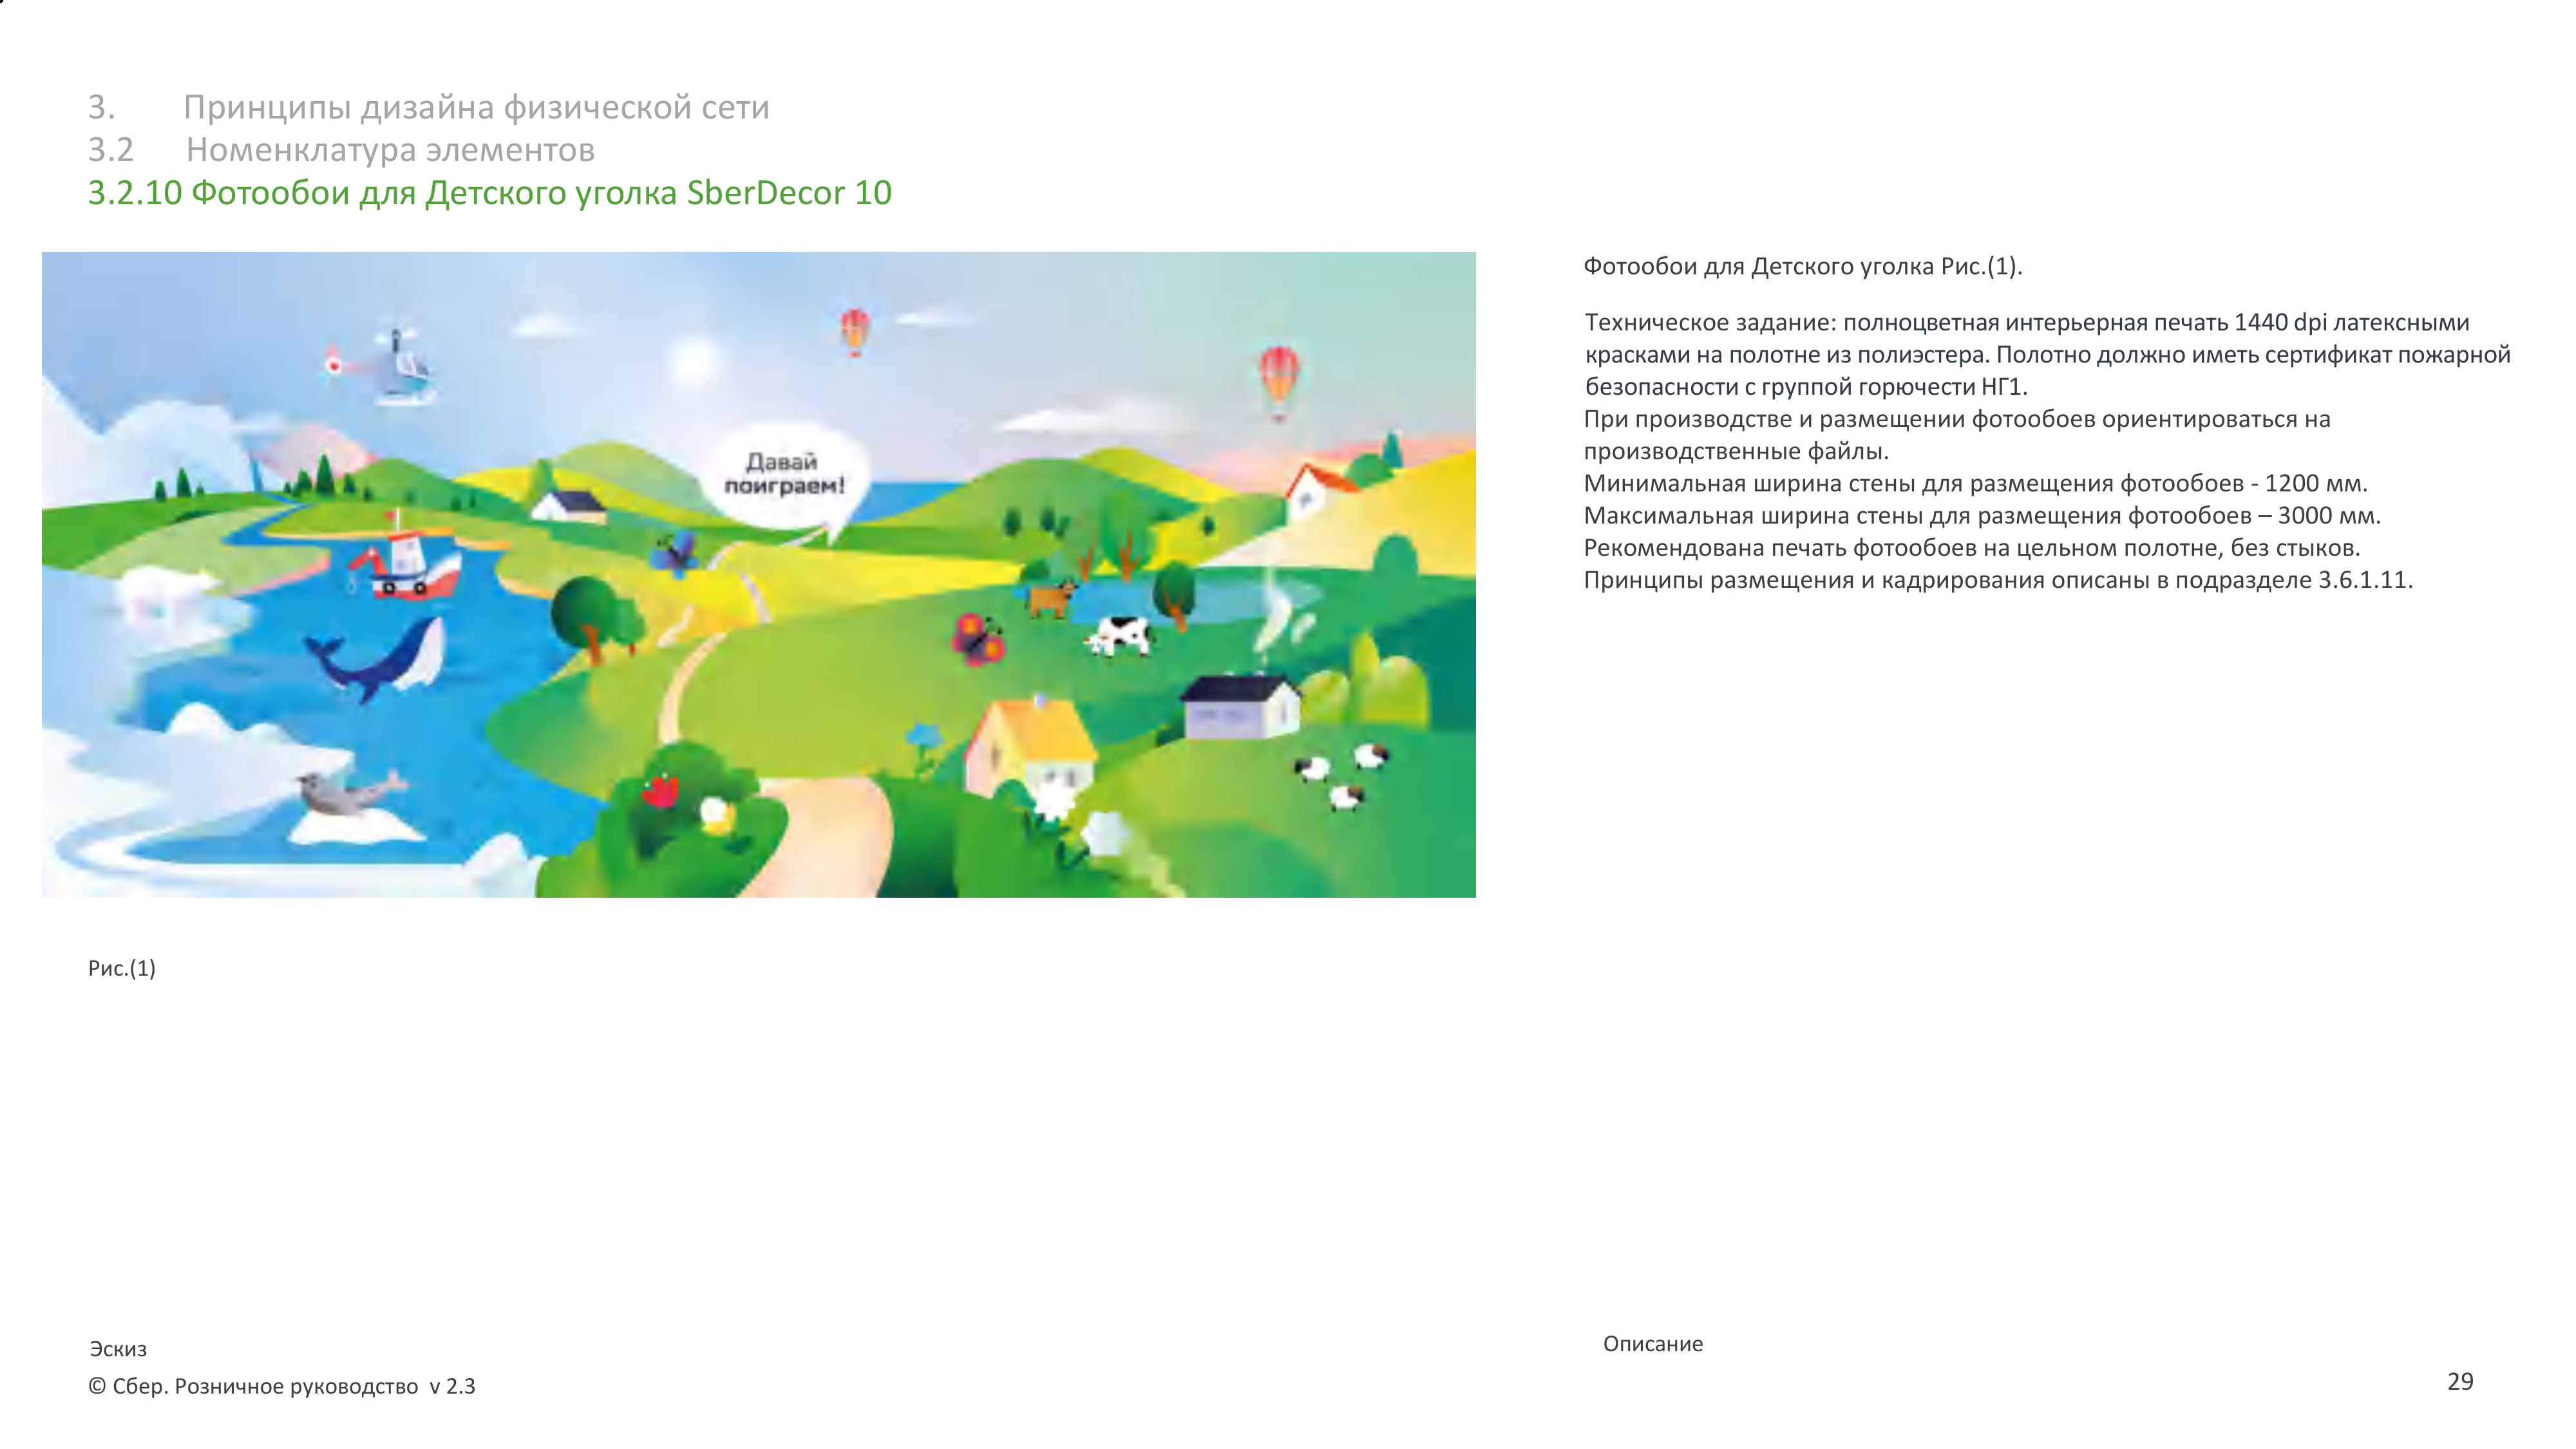 3. Принципы дизайна физической сети
3.2 Номенклатура элементов
3.2.10 Фотообои для Детского уголка SberDecor 10
Давай
поиграем!
Рис.(1)
Фотообои для Детского уголка Рис.(1).
Техническое задание: полноцветная интерьерная печать 1440 dpi латексными
красками на полотне из полиэстера. Полотно должно иметь сертификат пожарной
безопасности с группой горючести НГ1.
При производстве и размещении фотообоев ориентироваться на
производственные файлы.
Минимальная ширина стены для размещения фотообоев - 1200 мм.
Максимальная ширина стены для размещения фотообоев – 3000 мм.
Рекомендована печать фотообоев на цельном полотне, без стыков.
Принципы размещения и кадрирования описаны в подразделе 3.6.1.11.
Эскиз
Описание
© Сбер. Розничное руководство v 2.3
29